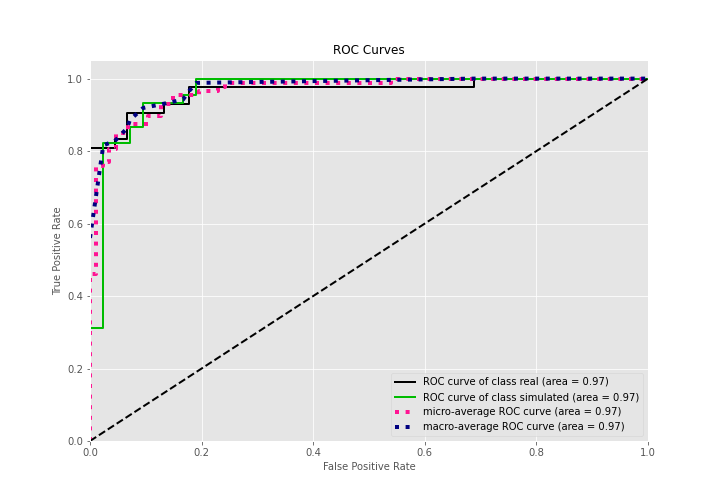 ROC Curves
True Positive Rate
1.0
0.8
0.6
0.4
0.2
0.0
0.0 0.2 0.4 0.6 0.8 1.0
False Positive Rate
ROC curve of class real (area = 0.97)
ROC curve of class simulated (area = 0.97)
micro-average ROC curve (area = 0.97)
macro-average ROC curve (area = 0.97)